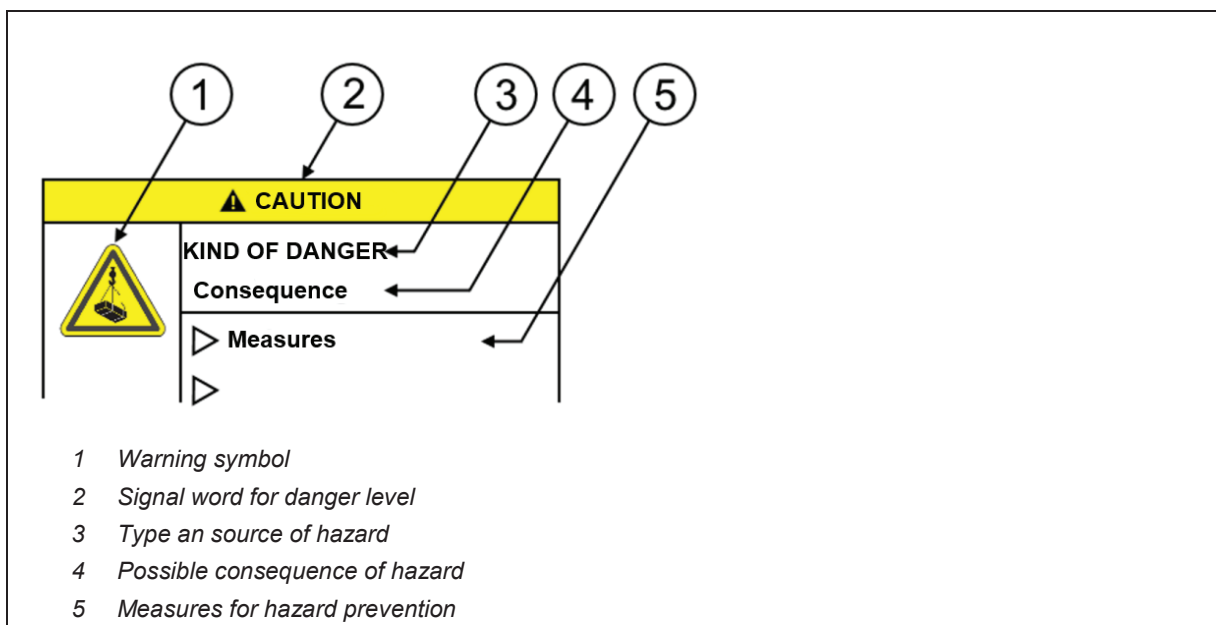 1 2 3 4 5
CAUTION
KIND OF DANGER
Consequence
Measures
1 Warning symbol
2 Signal word for danger level
3 Type an source of hazard
4 Possible consequence of hazard
5 Measures for hazard prevention